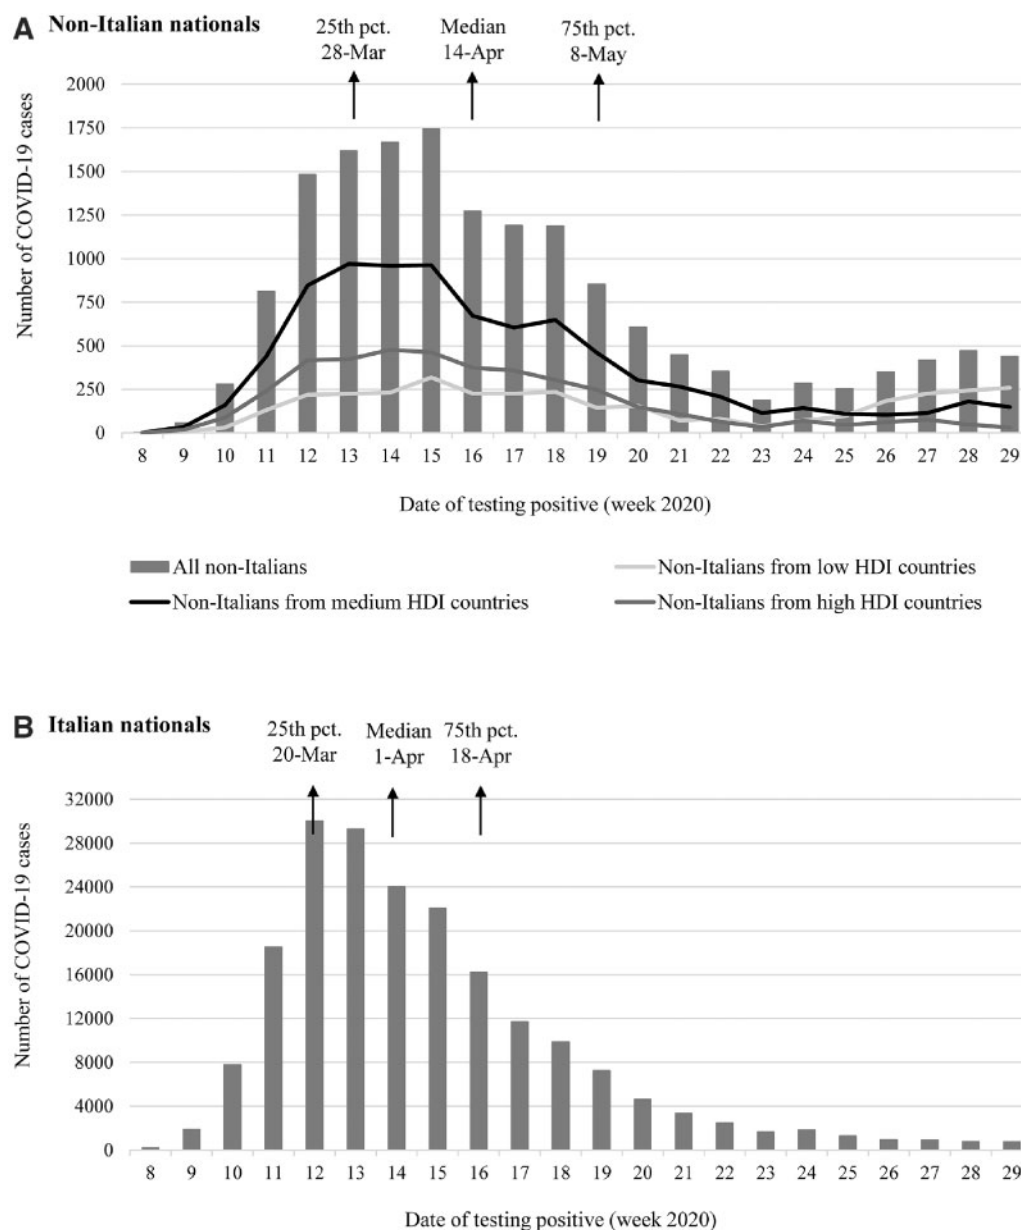 A Non-Italian nationals
25th pct. Median 75th pct.
28-Mar 14-Apr 8-May
Number of COVID-19 cases
2000
1750
1500
1250
1000
750
500
250
0
8 9 10 11 12 13 14 15 16 17 18 19 20 21 22 23 24 25 26 27 28 29
Date of testing positive (week 2020)
All non-Italians Non-Italians from low HDI countries
Non-Italians from medium HDI countries Non-Italians from high HDI countries
B Italian nationals
25th pct. Median 75th pct.
20-Mar 1-Apr 18-Apr
Number of COVID-19 cases
32000
28000
24000
20000
16000
12000
8000
4000
0
8 9 10 11 12 13 14 15 16 17 18 19 20 21 22 23 24 25 26 27 28 29
Date of testing positive (week 2020)